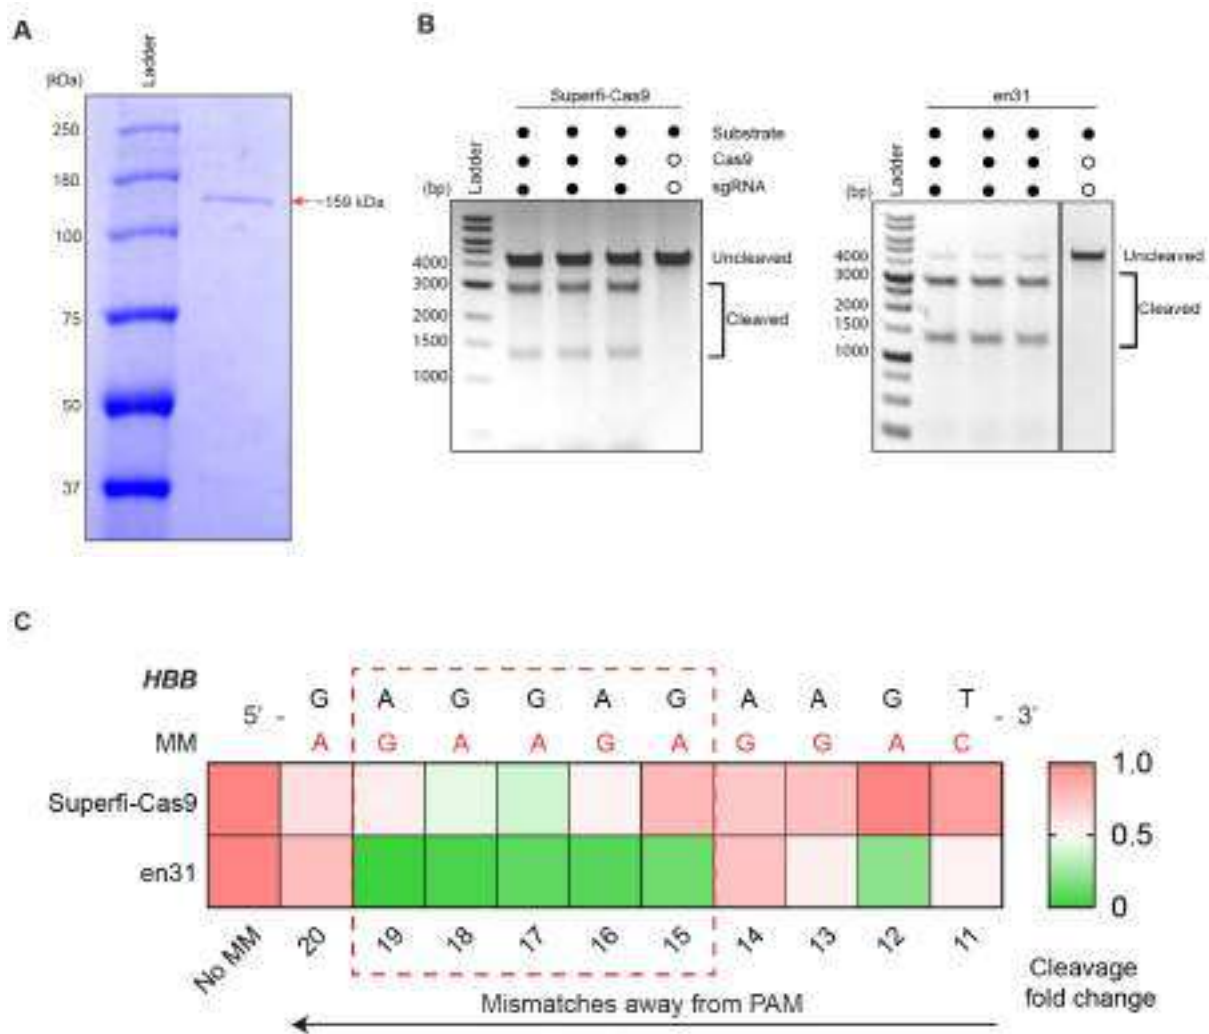 A
(kDa)
Ladder
250
150
100
75
50
37
~159 kDa
B
Superfi-Cas9
Substrate
Cas9
sgRNA
(bp)
Ladder
4000
3000
2000
1500
1000
Uncleaved
Cleaved
en31
(bp)
Ladder
4000
3000
2000
1500
1000
Uncleaved
Cleaved
C
HBB
5' - G A G G A G A A G T - 3'
MM A G A A G A G G A C
Superfi-Cas9
en31
No MM 20 19 18 17 16 15 14 13 12 11
Mismatches away from PAM
1.0
0.5
0
Cleavage
fold change